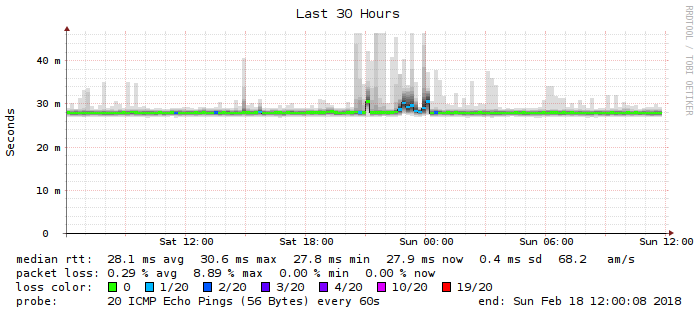 Last 30 Hours
RRDTOOL / TOBI OETIKER
Seconds
40 m
30 m
20 m
10 m
0
Sat 12:00 Sat 18:00 Sun 00:00 Sun 06:00 Sun 12:00
median rtt: 28.1 ms avg 30.6 ms max 27.8 ms min 27.9 ms now 0.4 ms sd 68.2 am/s
packet loss: 0.29 % avg 8.89 % max 0.00 % min 0.00 % now
loss color: 0 1/20 2/20 3/20 4/20 10/20 19/20
probe: 20 ICMP Echo Pings (56 Bytes) every 60s end: Sun Feb 18 12:00:08 2018